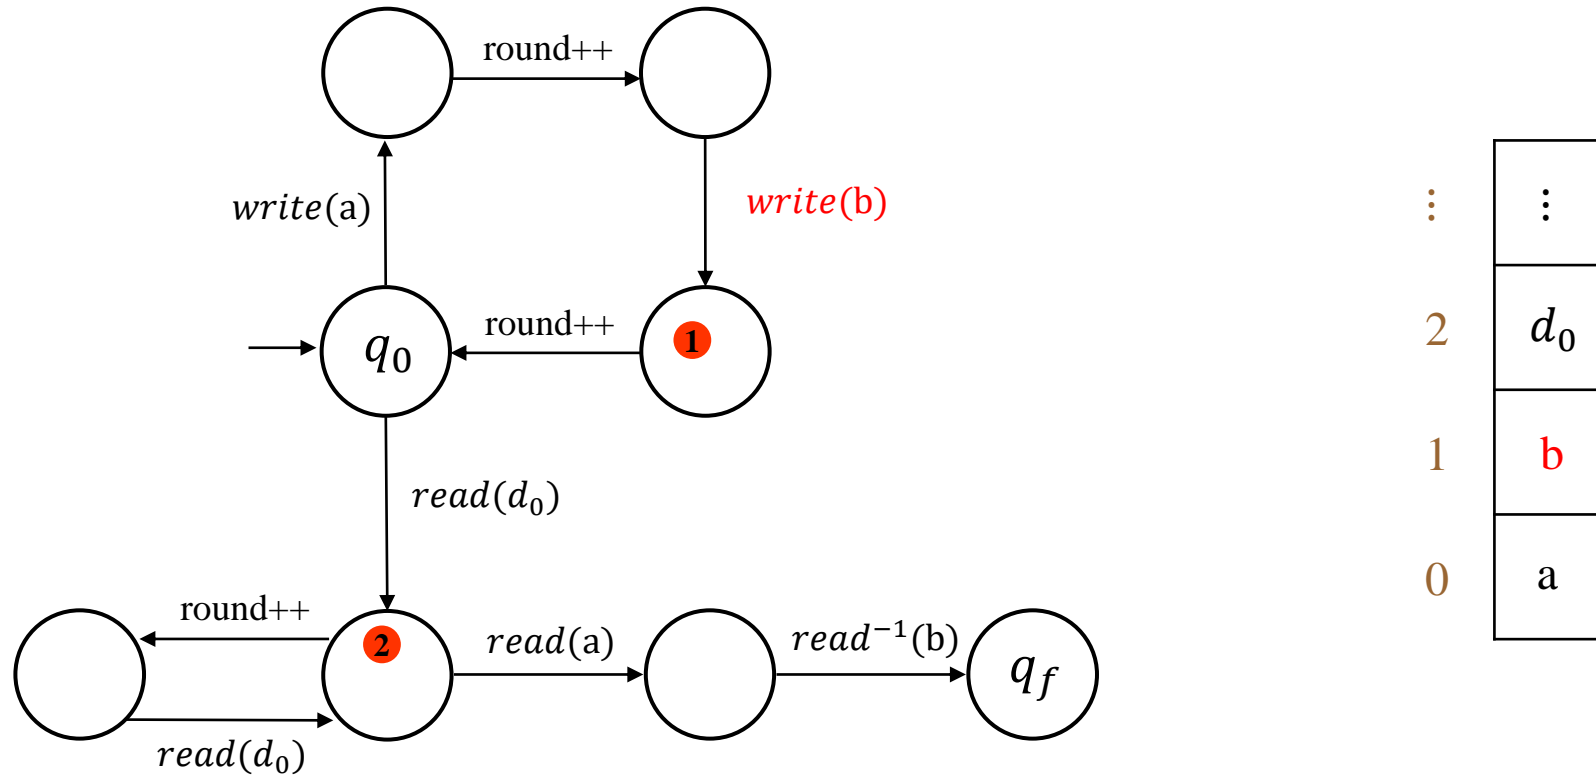 round++
write(a)
write(b)
q₀
round++
1
read(d₀)
round++
2
read(a)
read⁻¹(b)
q_f
read(d₀)
⋮ ⋮
2 d₀
1 b
0 a